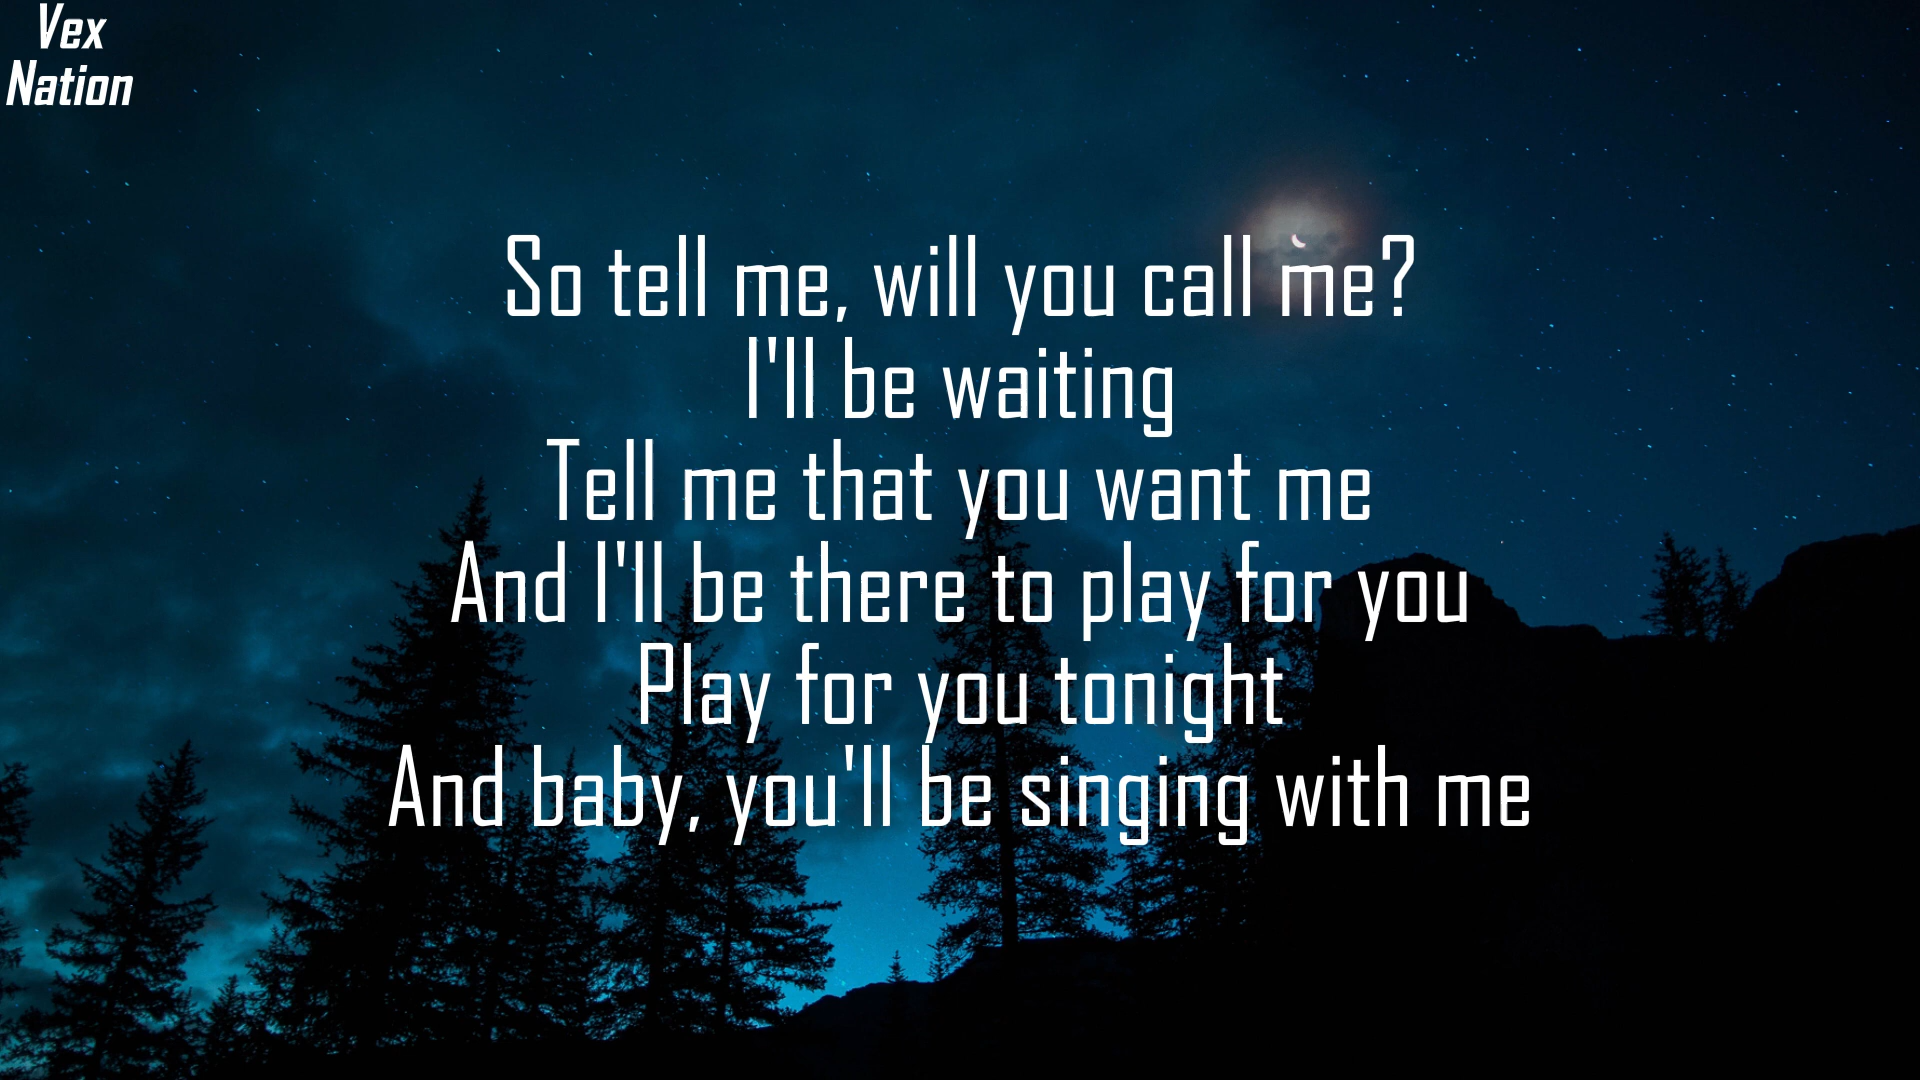 Vex
Nation
So tell me, will you call me?
I'll be waiting
Tell me that you want me
And I'll be there to play for you
Play for you tonight
And baby, you'll be singing with me